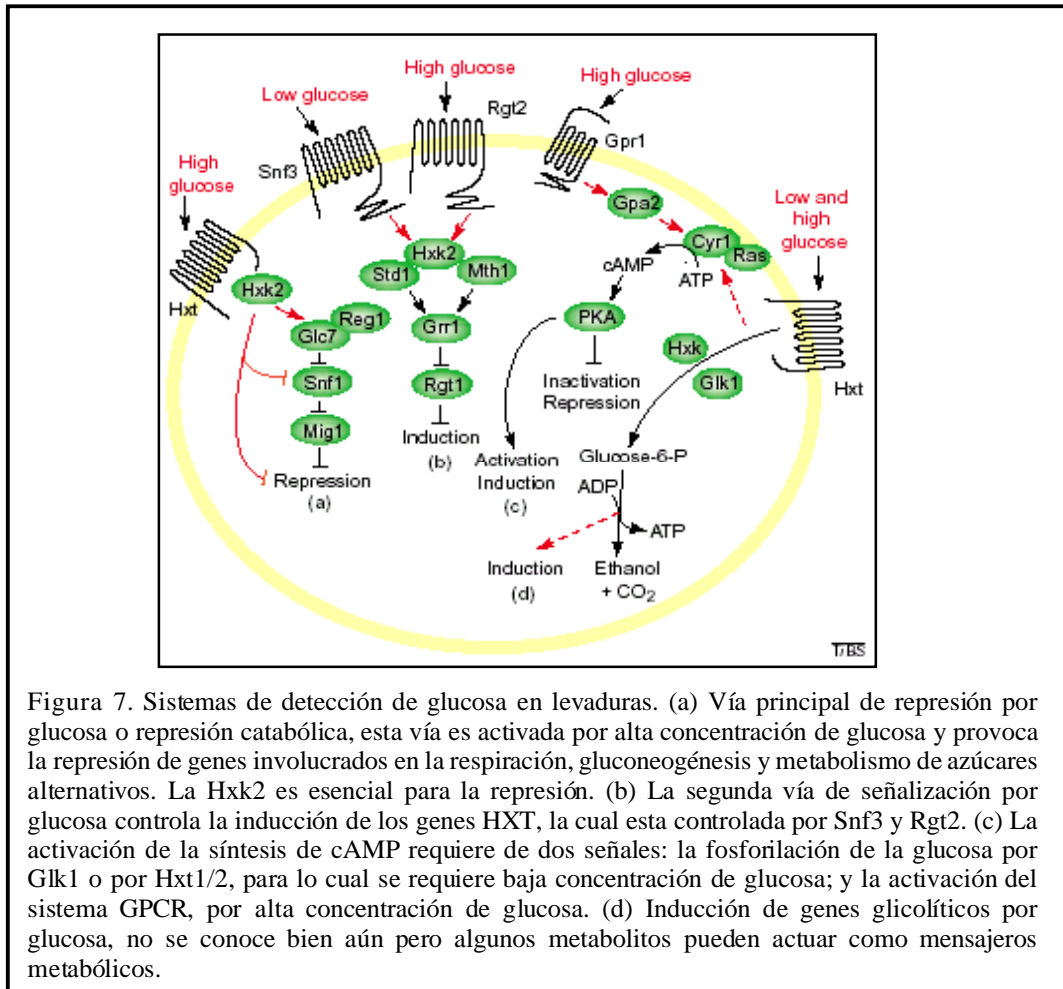 High glucose
High glucose
Low glucose
Rgt2
Gpr1
Snf3
High
glucose
Low and
high
glucose
Gpa2
Cyr1
Ras
Hxk2
cAMP
ATP
Std1
Mth1
Hxk2
Hxt
Reg1
Glc7
Grr1
PKA
Hxk
Glk1
Hxt
Snf1
Rgt1
Inactivation
Repression
Mig1
Induction
(b)
Activation
Induction
(c)
Glucose-6-P
Repression
(a)
ADP
ATP
Induction
(d)
Ethanol
+ CO2
TiBS
Figura 7. Sistemas de detección de glucosa en levaduras. (a) Vía principal de represión por
glucosa o represión catabólica, esta vía es activada por alta concentración de glucosa y provoca
la represión de genes involucrados en la respiración, gluconeogénesis y metabolismo de azúcares
alternativos. La Hxk2 es esencial para la represión. (b) La segunda vía de señalización por
glucosa controla la inducción de los genes HXT, la cual esta controlada por Snf3 y Rgt2. (c) La
activación de la síntesis de cAMP requiere de dos señales: la fosforilación de la glucosa por
Glk1 o por Hxt1/2, para lo cual se requiere baja concentración de glucosa; y la activación del
sistema GPCR, por alta concentración de glucosa. (d) Inducción de genes glicolíticos por
glucosa, no se conoce bien aún pero algunos metabolitos pueden actuar como mensajeros
metabólicos.